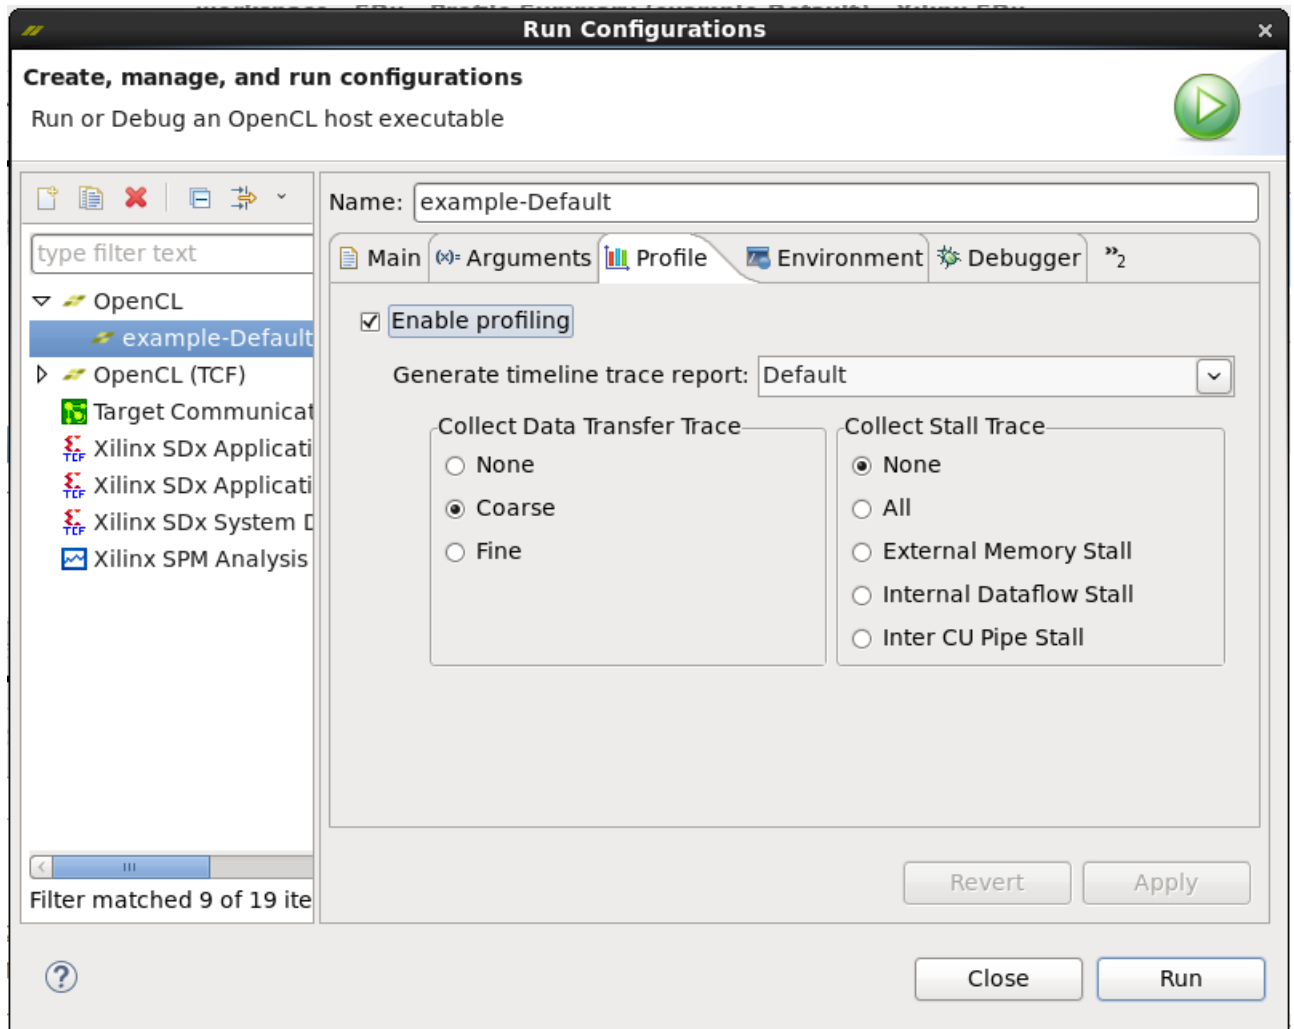 Run Configurations
Create, manage, and run configurations
Run or Debug an OpenCL host executable
Name: example-Default
type filter text
Main Arguments Profile Environment Debugger »2
OpenCL
example-Default
OpenCL (TCF)
Target Communicat
Xilinx SDx Applicati
Xilinx SDx Applicati
Xilinx SDx System D
Xilinx SPM Analysis
Enable profiling
Generate timeline trace report: Default
Collect Data Transfer Trace
None
Coarse
Fine
Collect Stall Trace
None
All
External Memory Stall
Internal Dataflow Stall
Inter CU Pipe Stall
Filter matched 9 of 19 ite
Revert Apply
Close Run